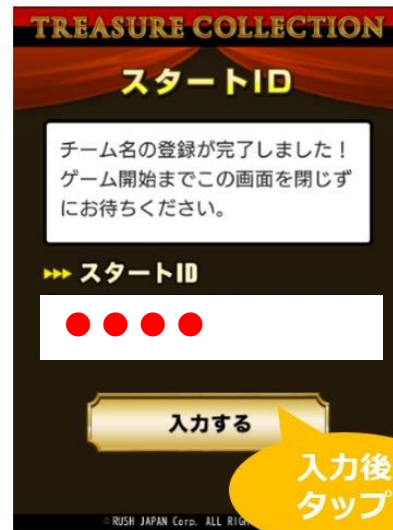 TREASURE COLLECTION
スタートID
チーム名の登録が完了しました！
ゲーム開始までこの画面を閉じず
にお待ちください。
スタートID
●●●●
入力する
入力後
タップ
©RUSH JAPAN Corp. ALL